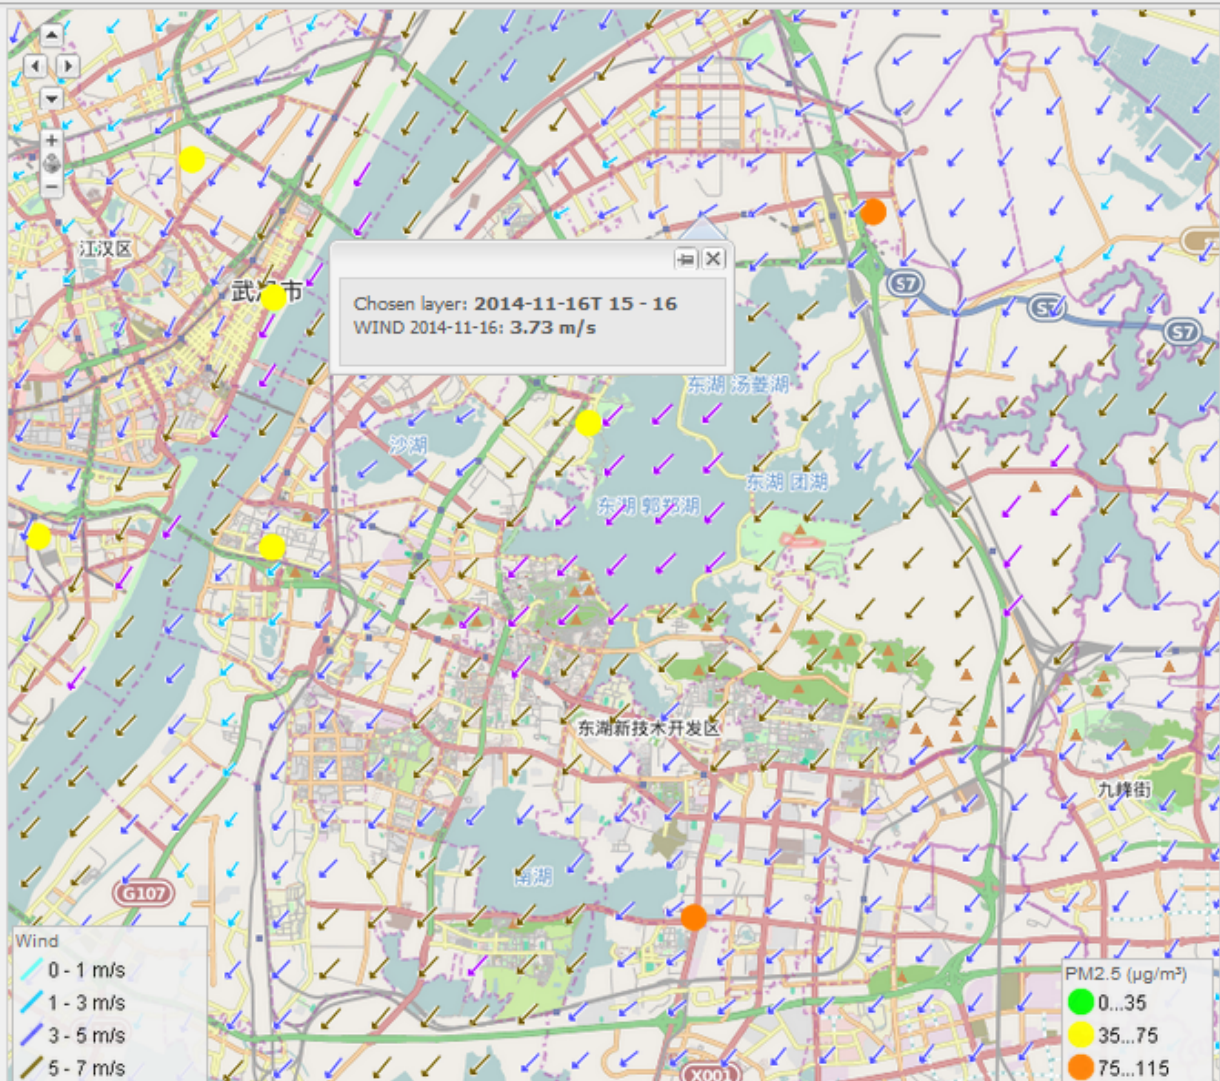 江汉区
武汉市
S7
S7
S7
Chosen layer: 2014-11-16T 15 - 16
WIND 2014-11-16: 3.73 m/s
东湖 汤菱湖
沙湖
东湖 团湖
东湖 郭郑湖
东湖新技术开发区
九峰街
南湖
G107
X001
Wind
0 - 1 m/s
1 - 3 m/s
3 - 5 m/s
5 - 7 m/s
PM2.5 (µg/m³)
0...35
35...75
75...115